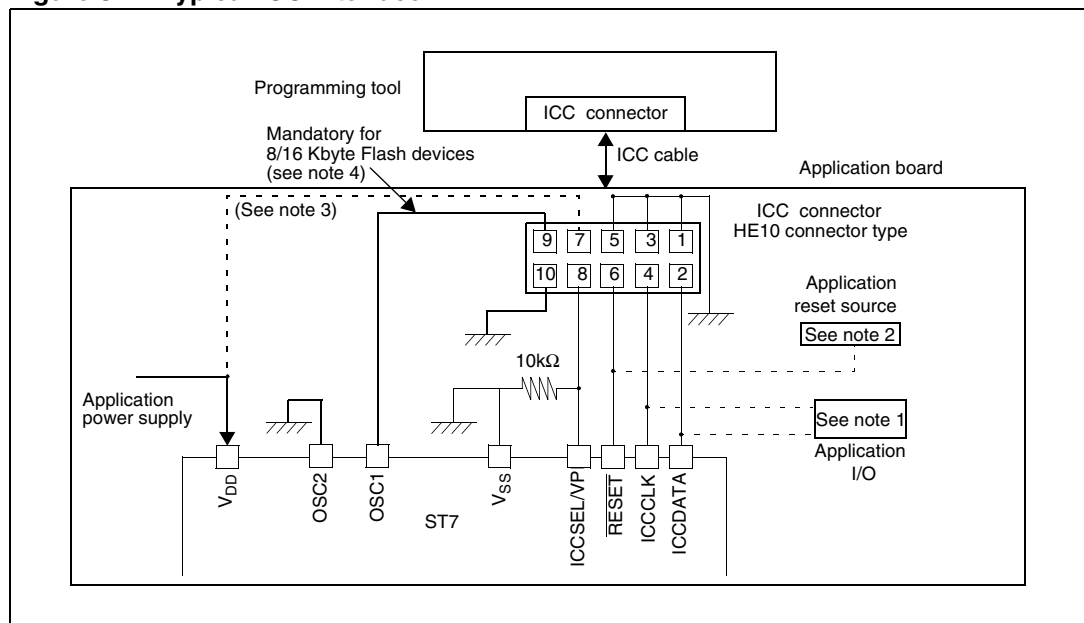 Programming tool
ICC connector
Mandatory for
8/16 Kbyte Flash devices
(see note 4)
ICC cable
Application board
(See note 3)
ICC connector
HE10 connector type
9 7 5 3 1
10 8 6 4 2
Application
reset source
See note 2
10kΩ
Application
power supply
See note 1
Application
I/O
VDD
OSC2
OSC1
VSS
ICCSEL/VPP
RESET
ICCCLK
ICCDATA
ST7